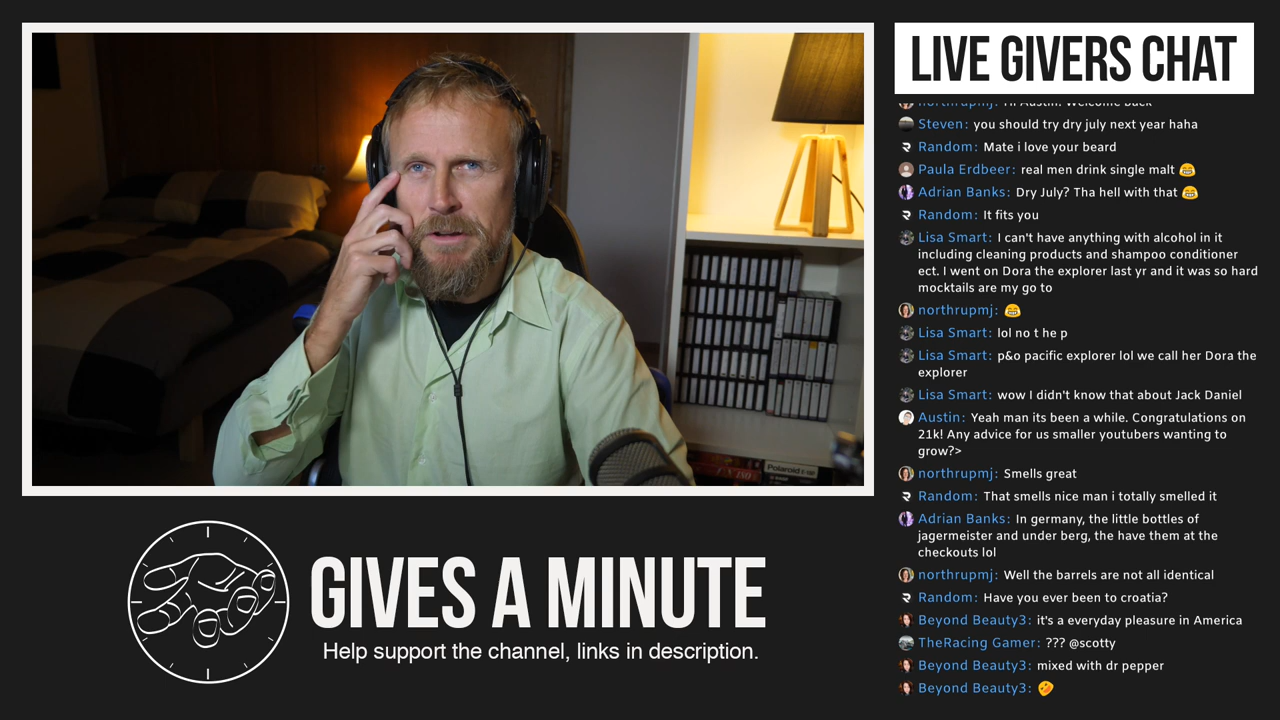 LIVE GIVERS CHAT
northrupmj: Hi Austin! Welcome back
Steven: you should try dry july next year haha
Random: Mate i love your beard
Paula Erdbeer: real men drink single malt 😂
Adrian Banks: Dry July? Tha hell with that 😂
Random: It fits you
Lisa Smart: I can't have anything with alcohol in it
including cleaning products and shampoo conditioner
ect. I went on Dora the explorer last yr and it was so hard
mocktails are my go to
northrupmj: 😂
Lisa Smart: lol no t he p
Lisa Smart: p&o pacific explorer lol we call her Dora the
explorer
Lisa Smart: wow I didn't know that about Jack Daniel
Austin: Yeah man its been a while. Congratulations on
21k! Any advice for us smaller youtubers wanting to
grow?>
northrupmj: Smells great
Random: That smells nice man i totally smelled it
Adrian Banks: In germany, the little bottles of
jagermeister and under berg, the have them at the
checkouts lol
northrupmj: Well the barrels are not all identical
Random: Have you ever been to croatia?
Beyond Beauty3: it's a everyday pleasure in America
TheRacing Gamer: ??? @scotty
Beyond Beauty3: mixed with dr pepper
Beyond Beauty3: 🤣
Polaroid
GIVES A MINUTE
Help support the channel, links in description.